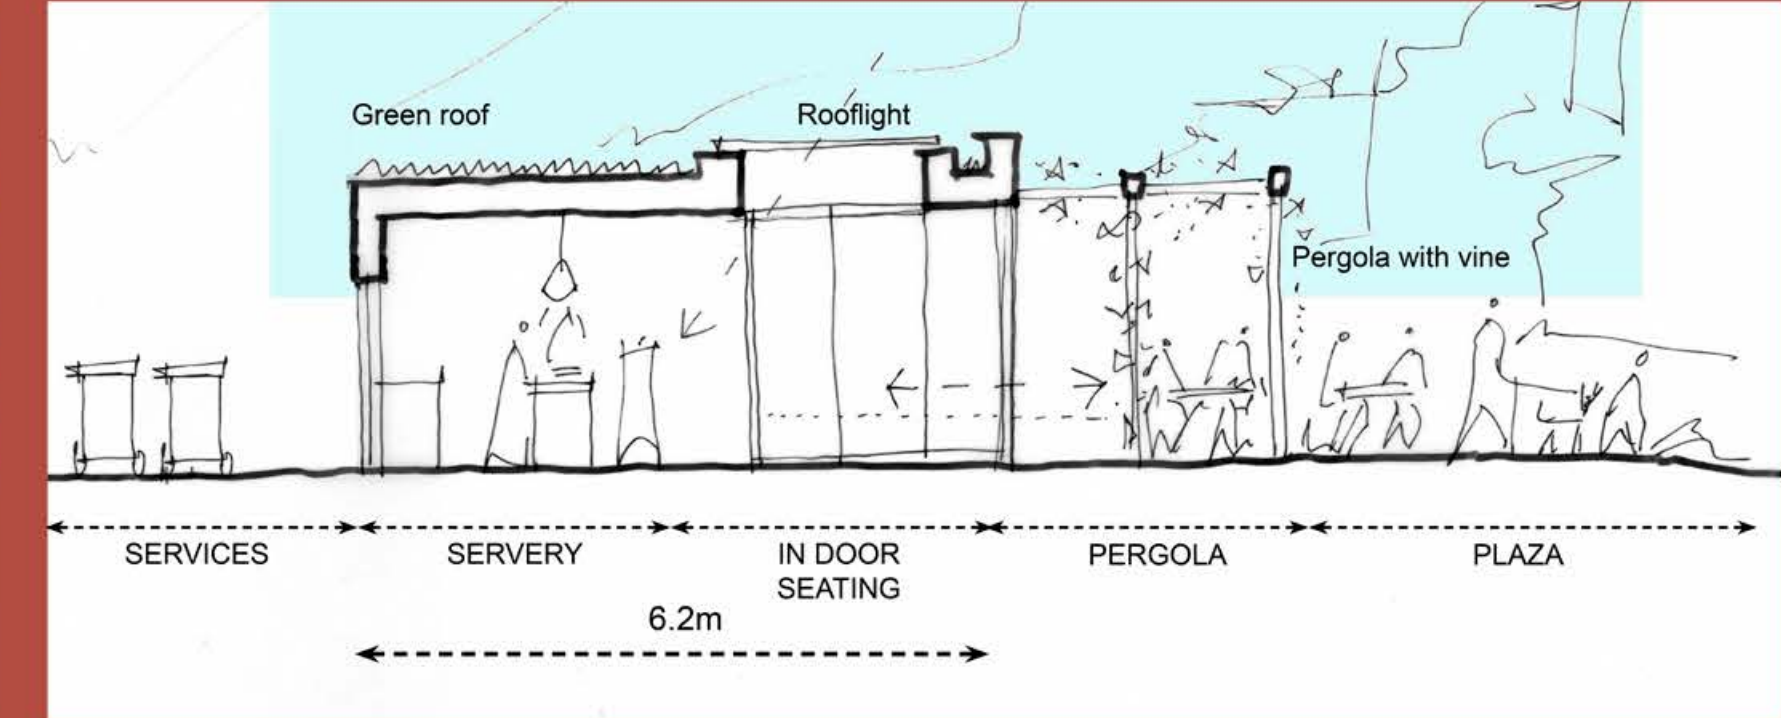 Green roof
Rooflight
Pergola with vine
SERVICES
SERVERY
IN DOOR
SEATING
PERGOLA
PLAZA
6.2m